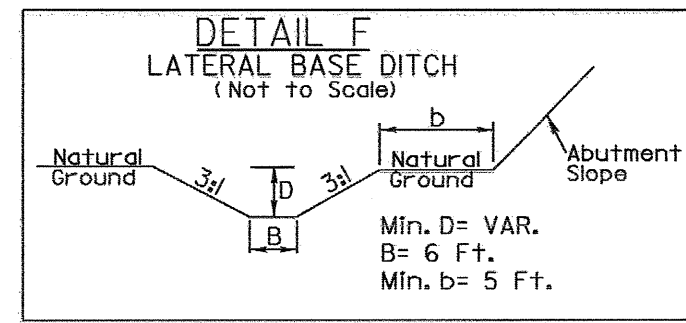 DETAIL F
LATERAL BASE DITCH
(Not to Scale)
b
Natural
Ground
3:1
D
3:1
Natural
Ground
Abutment
Slope
B
Min. D= VAR.
B= 6 Ft.
Min. b= 5 Ft.